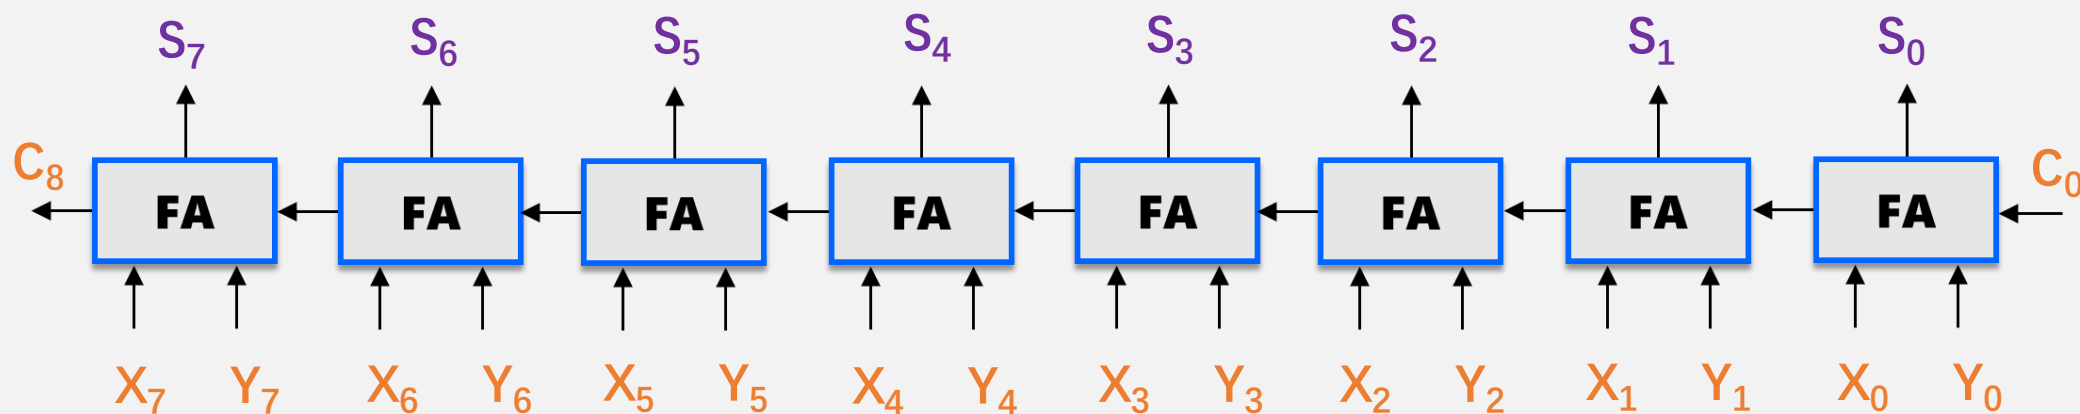 S7 S6 S5 S4 S3 S2 S1 S0
C8 C0
FA FA FA FA FA FA FA FA
X7 Y7 X6 Y6 X5 Y5 X4 Y4 X3 Y3 X2 Y2 X1 Y1 X0 Y0